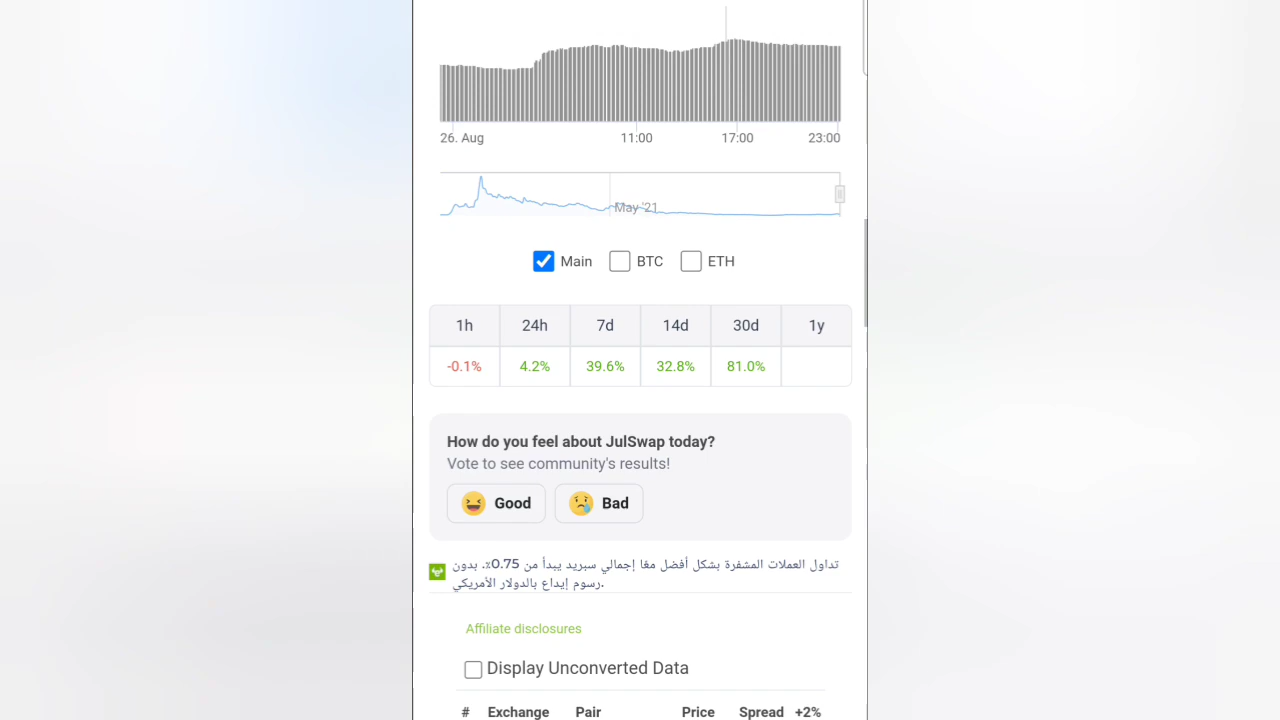 26. Aug 11:00 17:00 23:00
May '21
Main BTC ETH
1h 24h 7d 14d 30d 1y
-0.1% 4.2% 39.6% 32.8% 81.0%
How do you feel about JulSwap today?
Vote to see community's results!
Good Bad
تداول العملات المشفرة بشكل أفضل معًا إجمالي سبريد يبدأ من 0.75٪. بدون
رسوم إيداع بالدولار الأمريكي.
Affiliate disclosures
Display Unconverted Data
# Exchange Pair Price Spread +2%